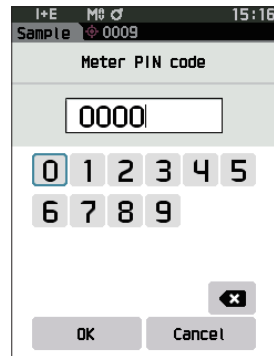 I+E M0 15:16
Sample 0009
Meter PIN code
0000
0 1 2 3 4 5
6 7 8 9
OK Cancel